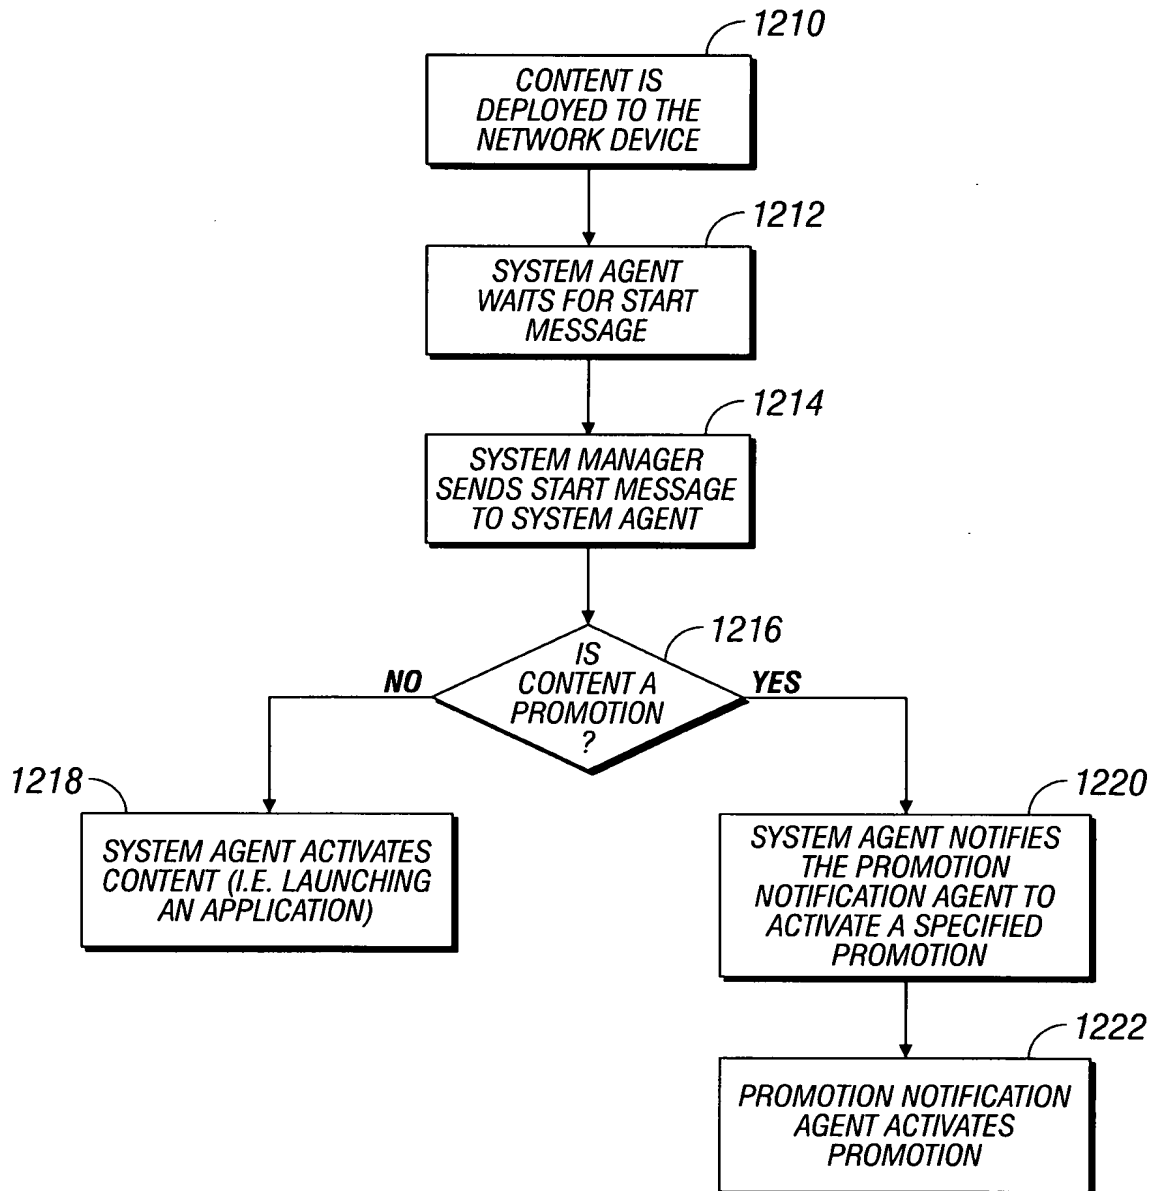 1210
CONTENT IS
DEPLOYED TO THE
NETWORK DEVICE
1212
SYSTEM AGENT
WAITS FOR START
MESSAGE
1214
SYSTEM MANAGER
SENDS START MESSAGE
TO SYSTEM AGENT
1216
IS
CONTENT A
PROMOTION
?
NO
YES
1218
SYSTEM AGENT ACTIVATES
CONTENT (I.E. LAUNCHING
AN APPLICATION)
1220
SYSTEM AGENT NOTIFIES
THE PROMOTION
NOTIFICATION AGENT TO
ACTIVATE A SPECIFIED
PROMOTION
1222
PROMOTION NOTIFICATION
AGENT ACTIVATES
PROMOTION